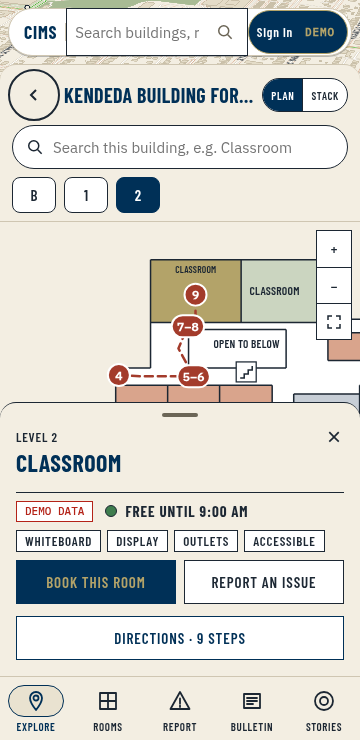 CIMS
Search buildings, r
Sign In DEMO
KENDEDA BUILDING FOR...
PLAN STACK
Search this building, e.g. Classroom
B 1 2
+
−
CLASSROOM
CLASSROOM
9
7–8
OPEN TO BELOW
4
5–6
LEVEL 2
CLASSROOM
DEMO DATA FREE UNTIL 9:00 AM
WHITEBOARD DISPLAY OUTLETS ACCESSIBLE
BOOK THIS ROOM REPORT AN ISSUE
DIRECTIONS · 9 STEPS
EXPLORE ROOMS REPORT BULLETIN STORIES